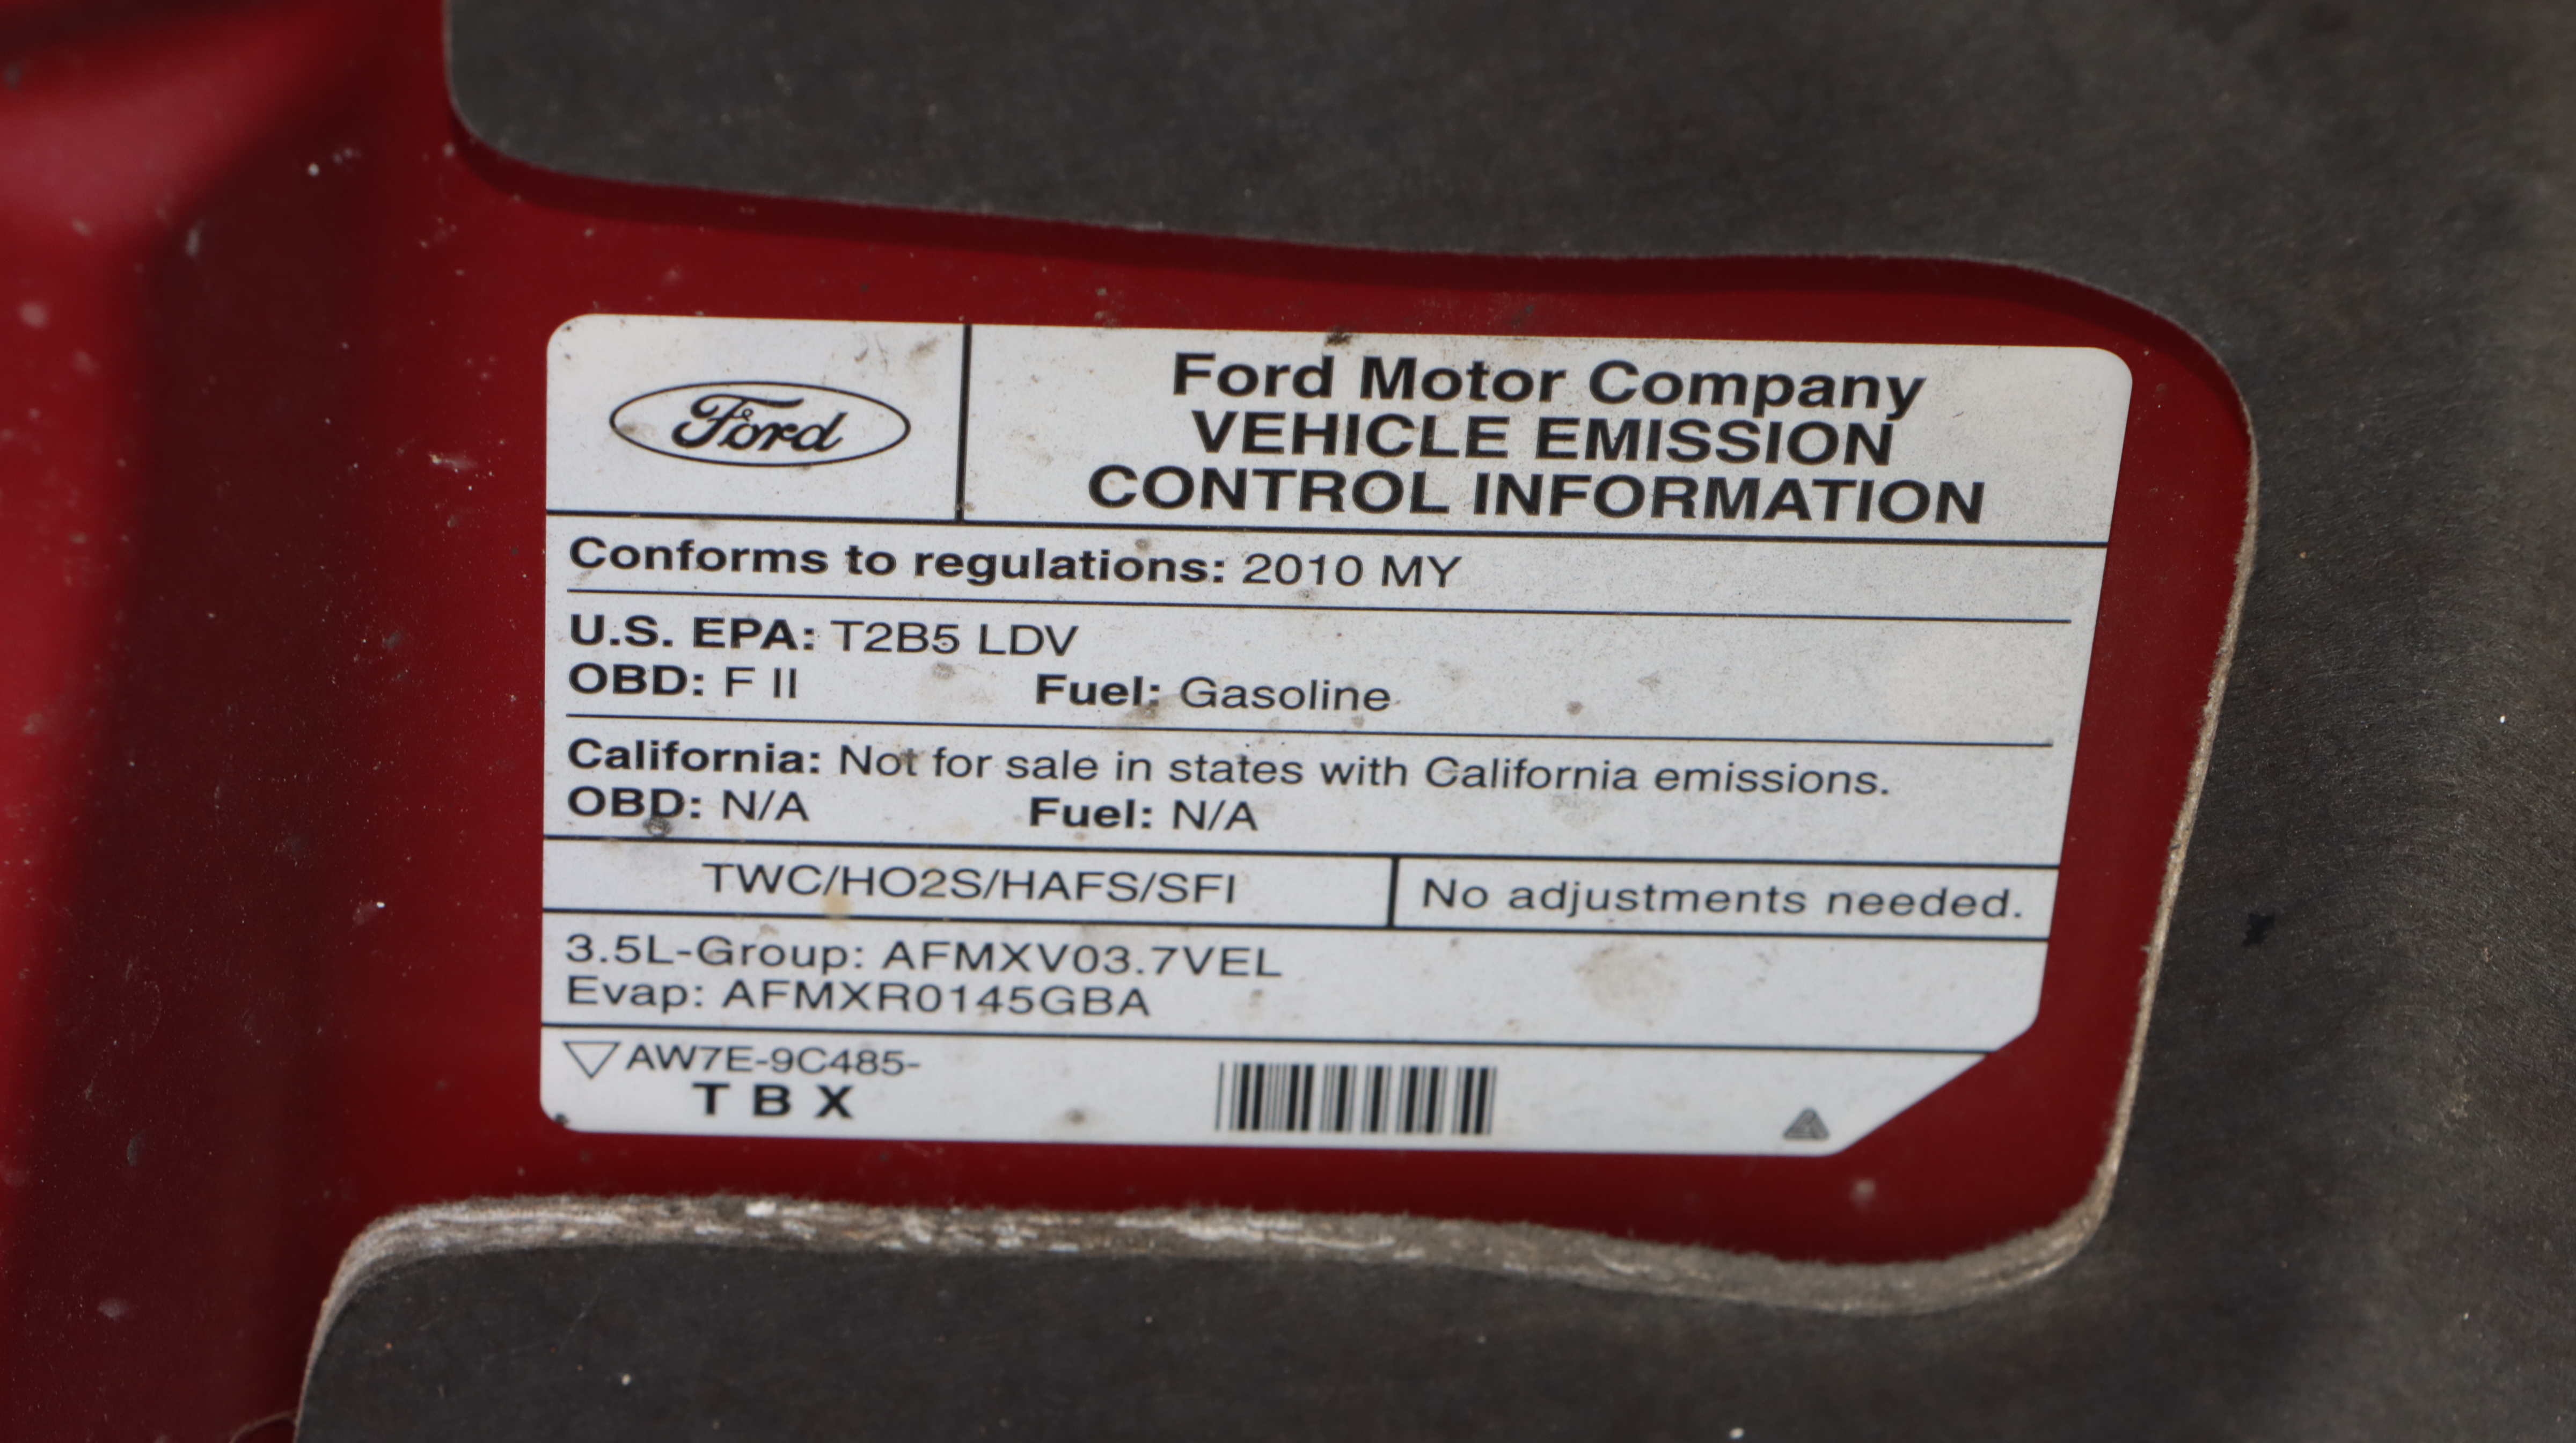 Ford
Ford Motor Company
VEHICLE EMISSION
CONTROL INFORMATION
Conforms to regulations: 2010 MY
U.S. EPA: T2B5 LDV
OBD: F II Fuel: Gasoline
California: Not for sale in states with California emissions.
OBD: N/A Fuel: N/A
TWC/HO2S/HAFS/SFI No adjustments needed.
3.5L-Group: AFMXV03.7VEL
Evap: AFMXR0145GBA
AW7E-9C485-
T B X